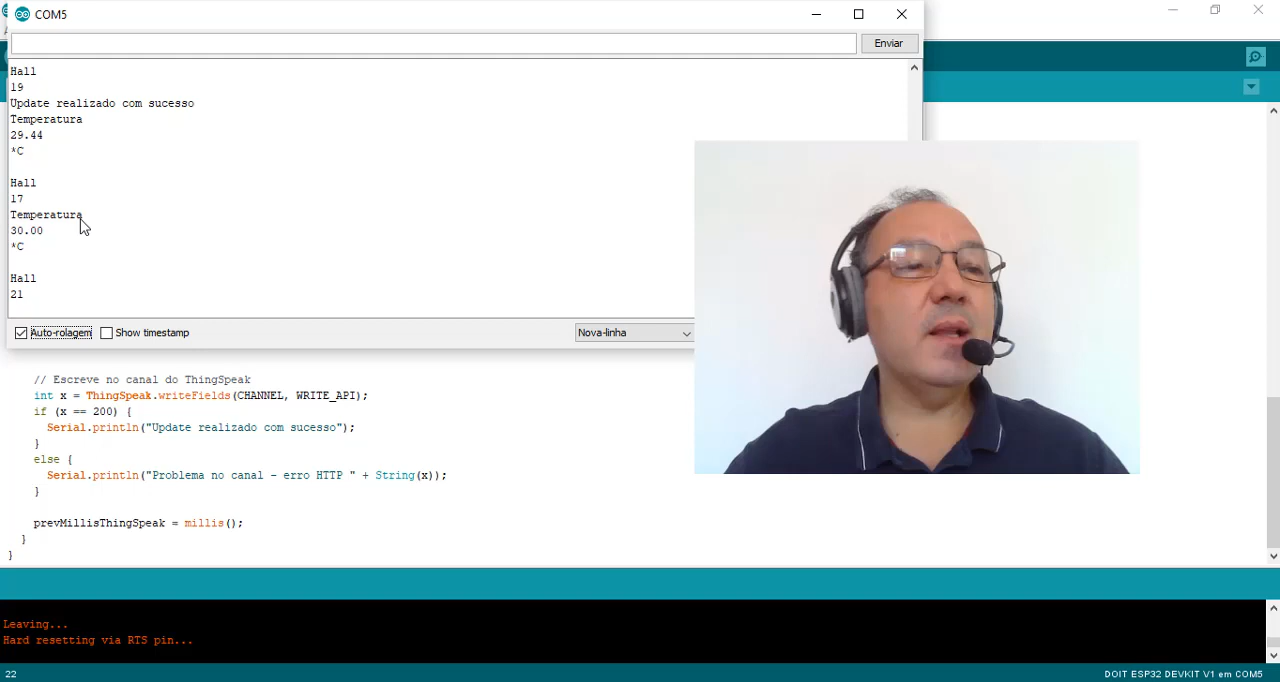 COM5
Enviar
Hall
19
Update realizado com sucesso
Temperatura
29.44
*C
Hall
17
Temperatura
30.00
*C
Hall
21
Auto-rolagem
Show timestamp
Nova-linha
// Escreve no canal do ThingSpeak
int x = ThingSpeak.writeFields(CHANNEL, WRITE_API);
if (x == 200) {
Serial.println("Update realizado com sucesso");
}
else {
Serial.println("Problema no canal - erro HTTP " + String(x));
}
prevMillisThingSpeak = millis();
}
}
Leaving...
Hard resetting via RTS pin...
22
DOIT ESP32 DEVKIT V1 em COM5